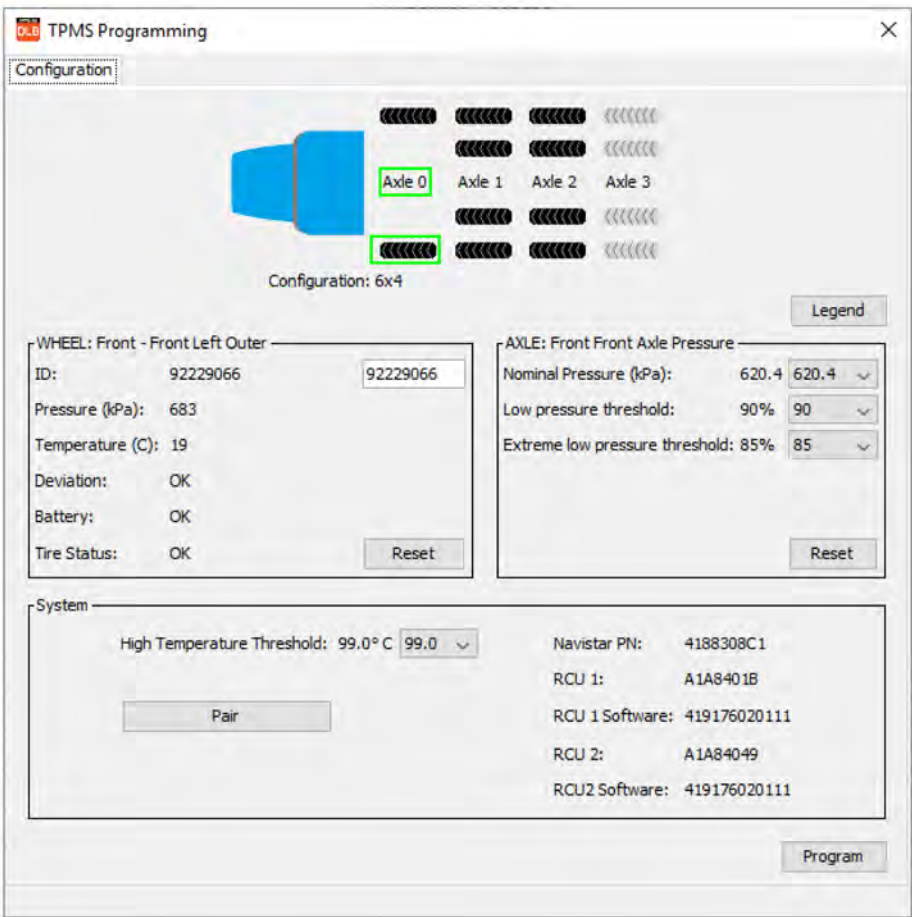 DLB TPMS Programming
Configuration
Axle 0 Axle 1 Axle 2 Axle 3
Configuration: 6x4
Legend
WHEEL: Front - Front Left Outer
ID: 92229066 92229066
Pressure (kPa): 683
Temperature (C): 19
Deviation: OK
Battery: OK
Tire Status: OK Reset
AXLE: Front Front Axle Pressure
Nominal Pressure (kPa): 620.4 620.4
Low pressure threshold: 90% 90
Extreme low pressure threshold: 85% 85
Reset
System
High Temperature Threshold: 99.0° C 99.0
Pair
Navistar PN: 4188308C1
RCU 1: A1A8401B
RCU 1 Software: 419176020111
RCU 2: A1A84049
RCU2 Software: 419176020111
Program